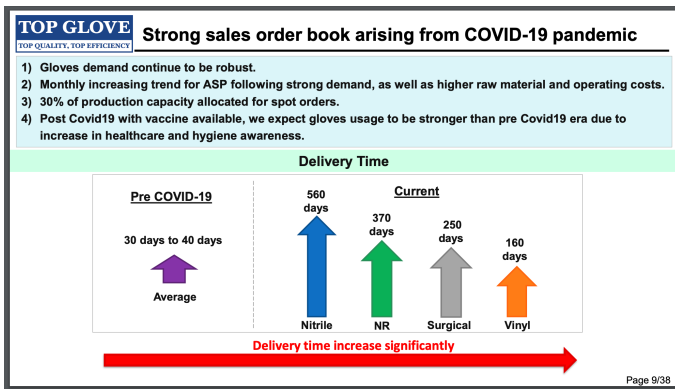 TOP GLOVE
TOP QUALITY, TOP EFFICIENCY
Strong sales order book arising from COVID-19 pandemic
1) Gloves demand continue to be robust.
2) Monthly increasing trend for ASP following strong demand, as well as higher raw material and operating costs.
3) 30% of production capacity allocated for spot orders.
4) Post Covid19 with vaccine available, we expect gloves usage to be stronger than pre Covid19 era due to
increase in healthcare and hygiene awareness.
Delivery Time
Pre COVID-19
30 days to 40 days
Average
Current
560
days
370
days
250
days
160
days
Nitrile
NR
Surgical
Vinyl
Delivery time increase significantly
Page 9/38